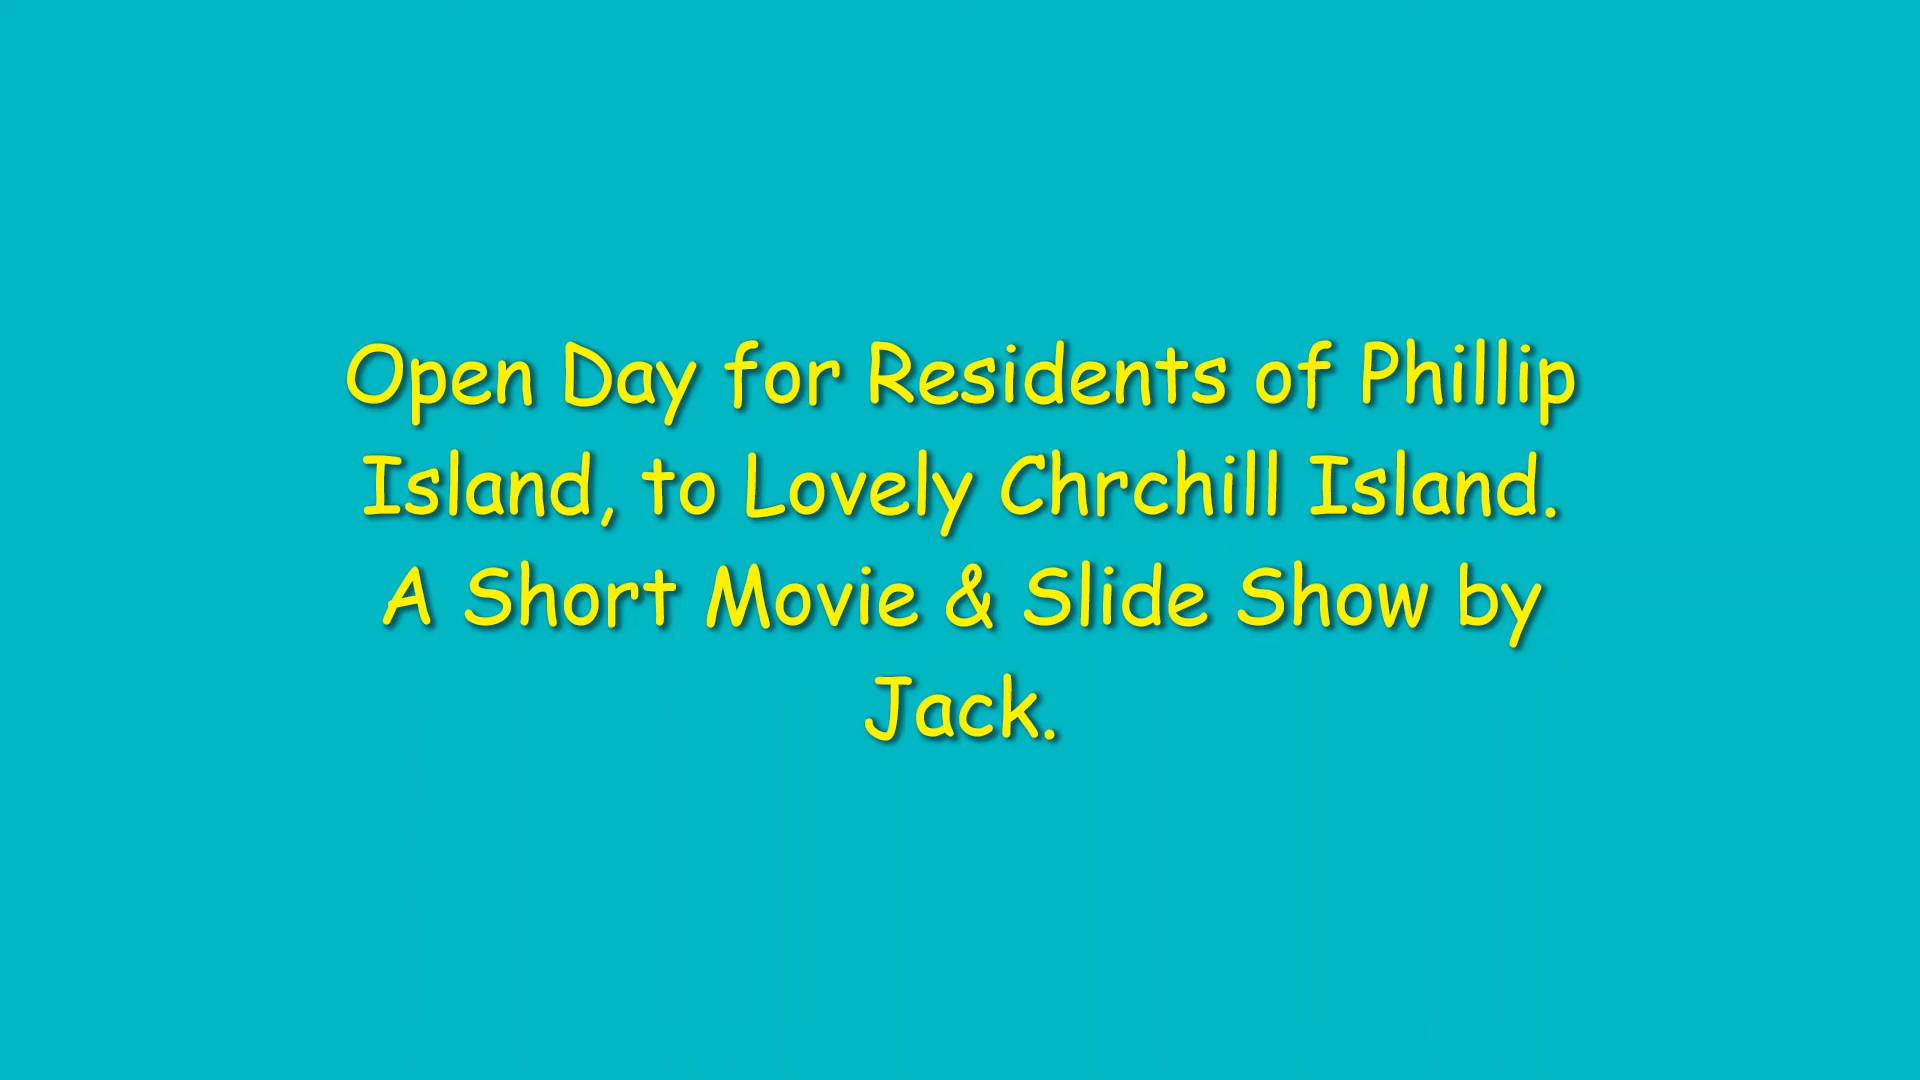 Open Day for Residents of Phillip
Island, to Lovely Chrchill Island.
A Short Movie & Slide Show by
Jack.